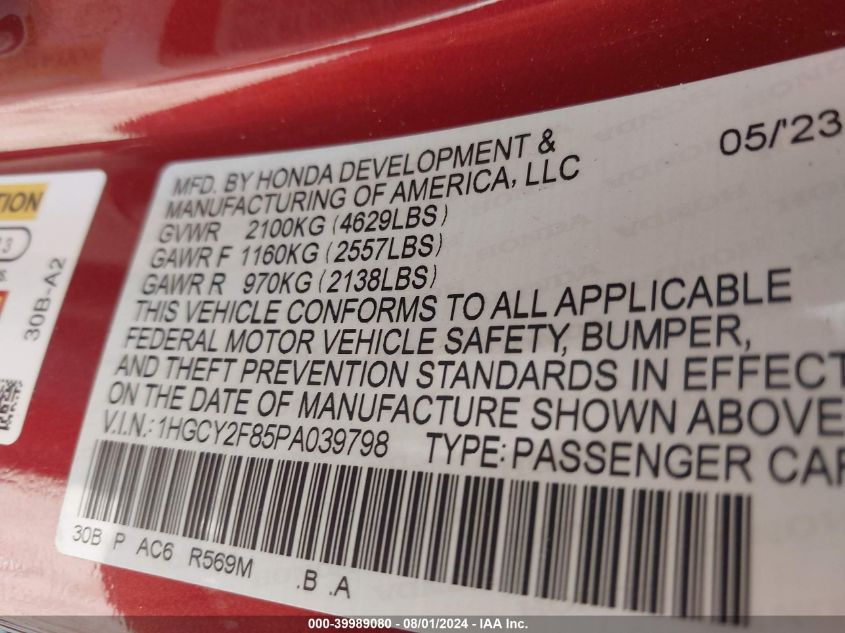 05/'23
MFD. BY HONDA DEVELOPMENT &
MANUFACTURING OF AMERICA, LLC
GVWR 2100KG (4629LBS)
GAWR F 1160KG (2557LBS)
GAWR R 970KG (2138LBS)
THIS VEHICLE CONFORMS TO ALL APPLICABLE
FEDERAL MOTOR VEHICLE SAFETY, BUMPER,
AND THEFT PREVENTION STANDARDS IN EFFECT
ON THE DATE OF MANUFACTURE SHOWN ABOVE
V.I.N.: 1HGCY2F85PA039798 TYPE: PASSENGER CAR
30B P AC6 R569M .B .A
TION
30B-A2
000-39989080 - 08/01/2024 - IAA Inc.